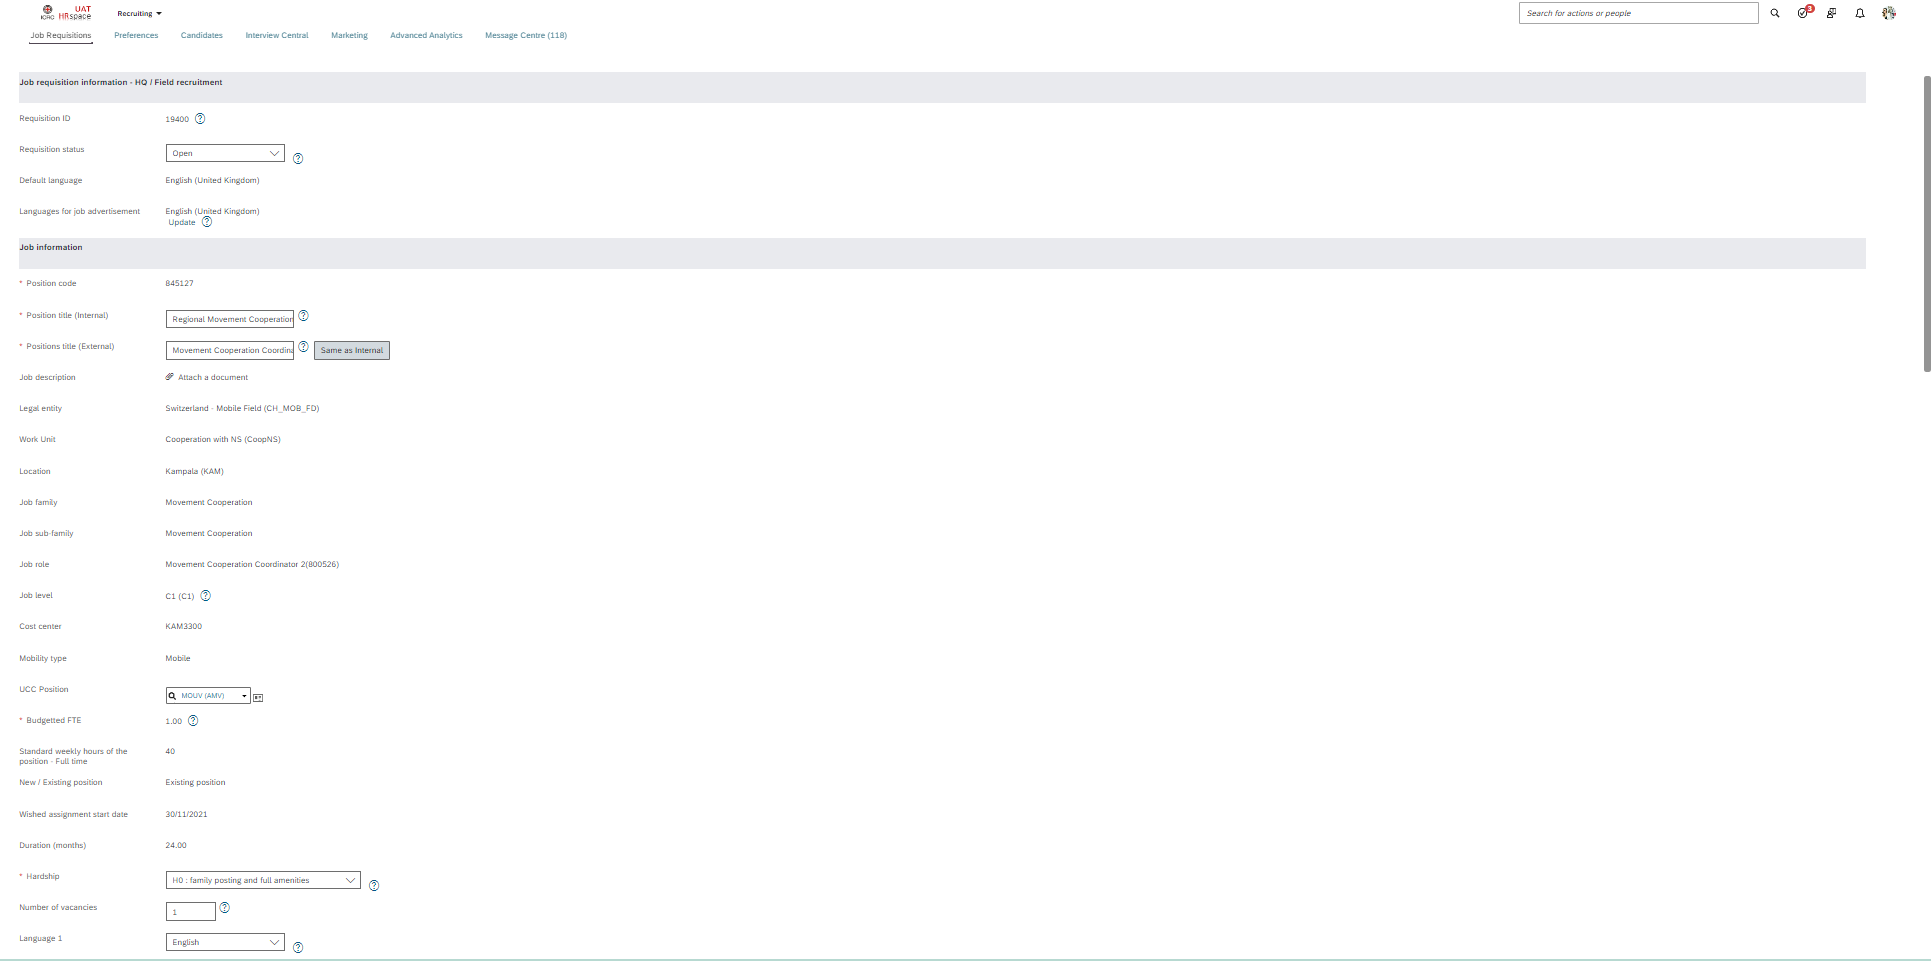 ICRC UAT HRspace
Recruiting
Search for actions or people
3
Job Requisitions Preferences Candidates Interview Central Marketing Advanced Analytics Message Centre (118)
Job requisition information - HQ / Field recruitment
Requisition ID 19400
Requisition status Open
Default language English (United Kingdom)
Languages for job advertisement English (United Kingdom)
Update
Job information
* Position code 845127
* Position title (Internal) Regional Movement Cooperation
* Positions title (External) Movement Cooperation Coordina Same as Internal
Job description Attach a document
Legal entity Switzerland - Mobile Field (CH_MOB_FD)
Work Unit Cooperation with NS (CoopNS)
Location Kampala (KAM)
Job family Movement Cooperation
Job sub-family Movement Cooperation
Job role Movement Cooperation Coordinator 2(800526)
Job level C1 (C1)
Cost center KAM3300
Mobility type Mobile
UCC Position MOUV (AMV)
* Budgetted FTE 1.00
Standard weekly hours of the 40
position - Full time
New / Existing position Existing position
Wished assignment start date 30/11/2021
Duration (months) 24.00
* Hardship H0 : family posting and full amenities
Number of vacancies 1
Language 1 English